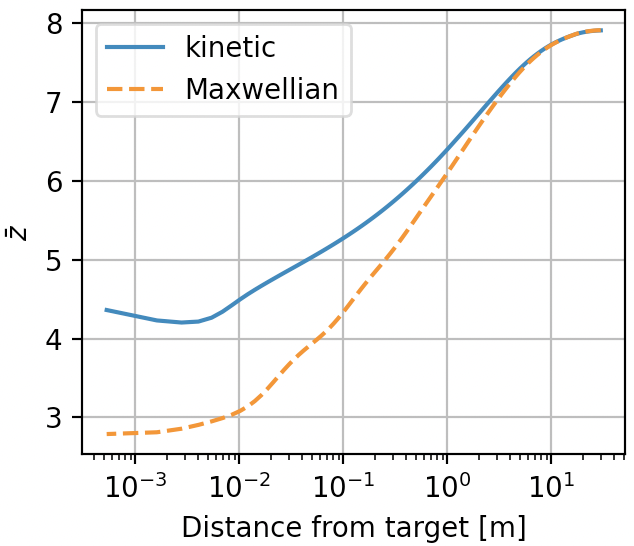 kinetic
Maxwellian
8
7
6
5
4
3
z̄
10⁻³ 10⁻² 10⁻¹ 10⁰ 10¹
Distance from target [m]